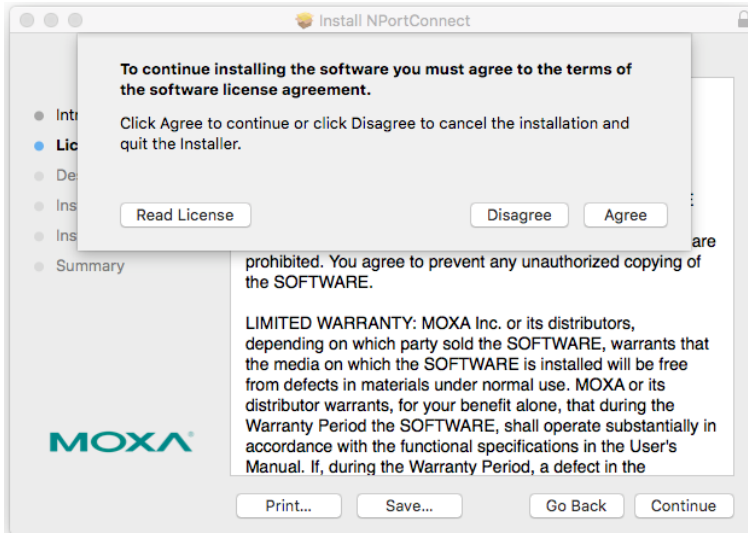 Install NPortConnect
To continue installing the software you must agree to the terms of
the software license agreement.
Click Agree to continue or click Disagree to cancel the installation and
quit the Installer.
Read License
Disagree
Agree
Summary
are
prohibited. You agree to prevent any unauthorized copying of
the SOFTWARE.
LIMITED WARRANTY: MOXA Inc. or its distributors,
depending on which party sold the SOFTWARE, warrants that
the media on which the SOFTWARE is installed will be free
from defects in materials under normal use. MOXA or its
distributor warrants, for your benefit alone, that during the
Warranty Period the SOFTWARE, shall operate substantially in
accordance with the functional specifications in the User's
Manual. If, during the Warranty Period, a defect in the
MOXA
Print...
Save...
Go Back
Continue